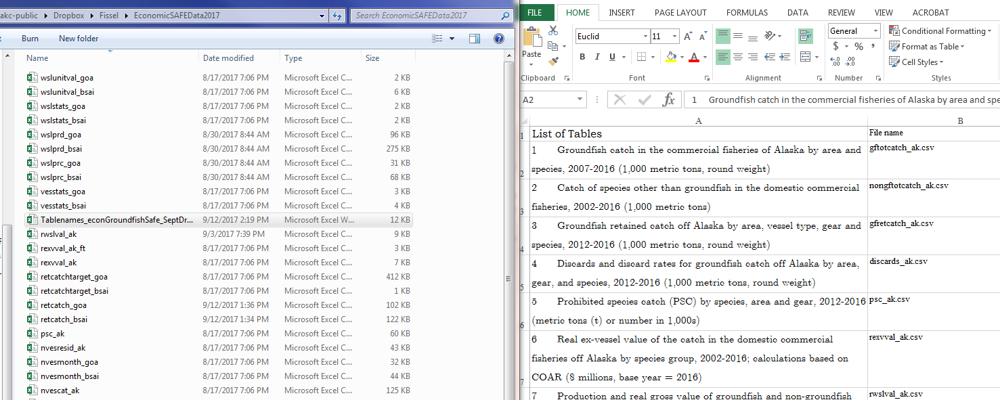 akc-public ▸ Dropbox ▸ Fissel ▸ EconomicSAFEData2017
Search EconomicSAFEData2017
Burn New folder
Name Date modified Type Size
wslunitval_goa 8/17/2017 7:06 PM Microsoft Excel C... 2 KB
wslunitval_bsai 8/17/2017 7:06 PM Microsoft Excel C... 6 KB
wslstats_goa 8/17/2017 7:06 PM Microsoft Excel C... 2 KB
wslstats_bsai 8/17/2017 7:06 PM Microsoft Excel C... 2 KB
wslprd_goa 8/30/2017 8:44 AM Microsoft Excel C... 96 KB
wslprd_bsai 8/30/2017 8:44 AM Microsoft Excel C... 275 KB
wslprc_goa 8/30/2017 8:44 AM Microsoft Excel C... 31 KB
wslprc_bsai 8/30/2017 8:44 AM Microsoft Excel C... 68 KB
vesstats_goa 8/17/2017 7:06 PM Microsoft Excel C... 3 KB
vesstats_bsai 8/17/2017 7:06 PM Microsoft Excel C... 4 KB
Tablenames_econGroundfishSafe_SeptDr... 9/12/2017 2:19 PM Microsoft Excel W... 12 KB
rwslval_ak 9/3/2017 7:39 PM Microsoft Excel C... 9 KB
rexvval_ak_ft 8/17/2017 7:06 PM Microsoft Excel C... 3 KB
rexvval_ak 8/17/2017 7:06 PM Microsoft Excel C... 7 KB
retcatchtarget_goa 8/17/2017 7:06 PM Microsoft Excel C... 412 KB
retcatchtarget_bsai 8/17/2017 7:06 PM Microsoft Excel C... 1 KB
retcatch_goa 9/12/2017 1:36 PM Microsoft Excel C... 102 KB
retcatch_bsai 9/12/2017 1:34 PM Microsoft Excel C... 122 KB
psc_ak 8/17/2017 7:06 PM Microsoft Excel C... 60 KB
nvesresid_ak 8/17/2017 7:06 PM Microsoft Excel C... 43 KB
nvesmonth_goa 8/17/2017 7:06 PM Microsoft Excel C... 32 KB
nvesmonth_bsai 8/17/2017 7:06 PM Microsoft Excel C... 44 KB
nvescat_ak 8/17/2017 7:06 PM Microsoft Excel C... 125 KB
FILE HOME INSERT PAGE LAYOUT FORMULAS DATA REVIEW VIEW ACROBAT
Euclid 11 General Conditional Formatting
Paste B I U $ % , Format as Table
Cell Styles
Clipboard Font Alignment Number Styles
A2 fx 1 Groundfish catch in the commercial fisheries of Alaska by area and spe
A B
1 List of Tables File name
1 Groundfish catch in the commercial fisheries of Alaska by area and gftotcatch_ak.csv
2 species, 2007-2016 (1,000 metric tons, round weight)
2 Catch of species other than groundfish in the domestic commercial nongftotcatch_ak.csv
3 fisheries, 2002-2016 (1,000 metric tons)
3 Groundfish retained catch off Alaska by area, vessel type, gear and gfretcatch_ak.csv
4 species, 2012-2016 (1,000 metric tons, round weight)
4 Discards and discard rates for groundfish catch off Alaska by area, discards_ak.csv
5 gear, and species, 2012-2016 (1,000 metric tons, round weight)
5 Prohibited species catch (PSC) by species, area and gear, 2012-2016 psc_ak.csv
6 (metric tons (t) or number in 1,000s)
6 Real ex-vessel value of the catch in the domestic commercial rexvval_ak.csv
fisheries off Alaska by species group, 2002-2016; calculations based on
7 COAR ($ millions, base year = 2016)
7 Production and real gross value of groundfish and non-groundfish rwslval_ak.csv